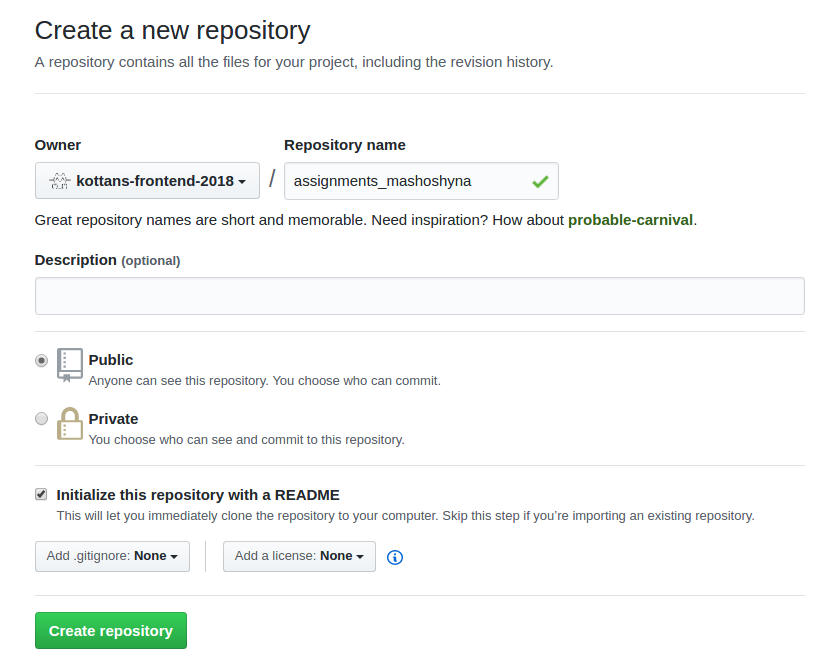 Create a new repository
A repository contains all the files for your project, including the revision history.
Owner
Repository name
kottans-frontend-2018 / assignments_mashoshyna
Great repository names are short and memorable. Need inspiration? How about probable-carnival.
Description (optional)
Public
Anyone can see this repository. You choose who can commit.
Private
You choose who can see and commit to this repository.
Initialize this repository with a README
This will let you immediately clone the repository to your computer. Skip this step if you’re importing an existing repository.
Add .gitignore: None
Add a license: None
Create repository